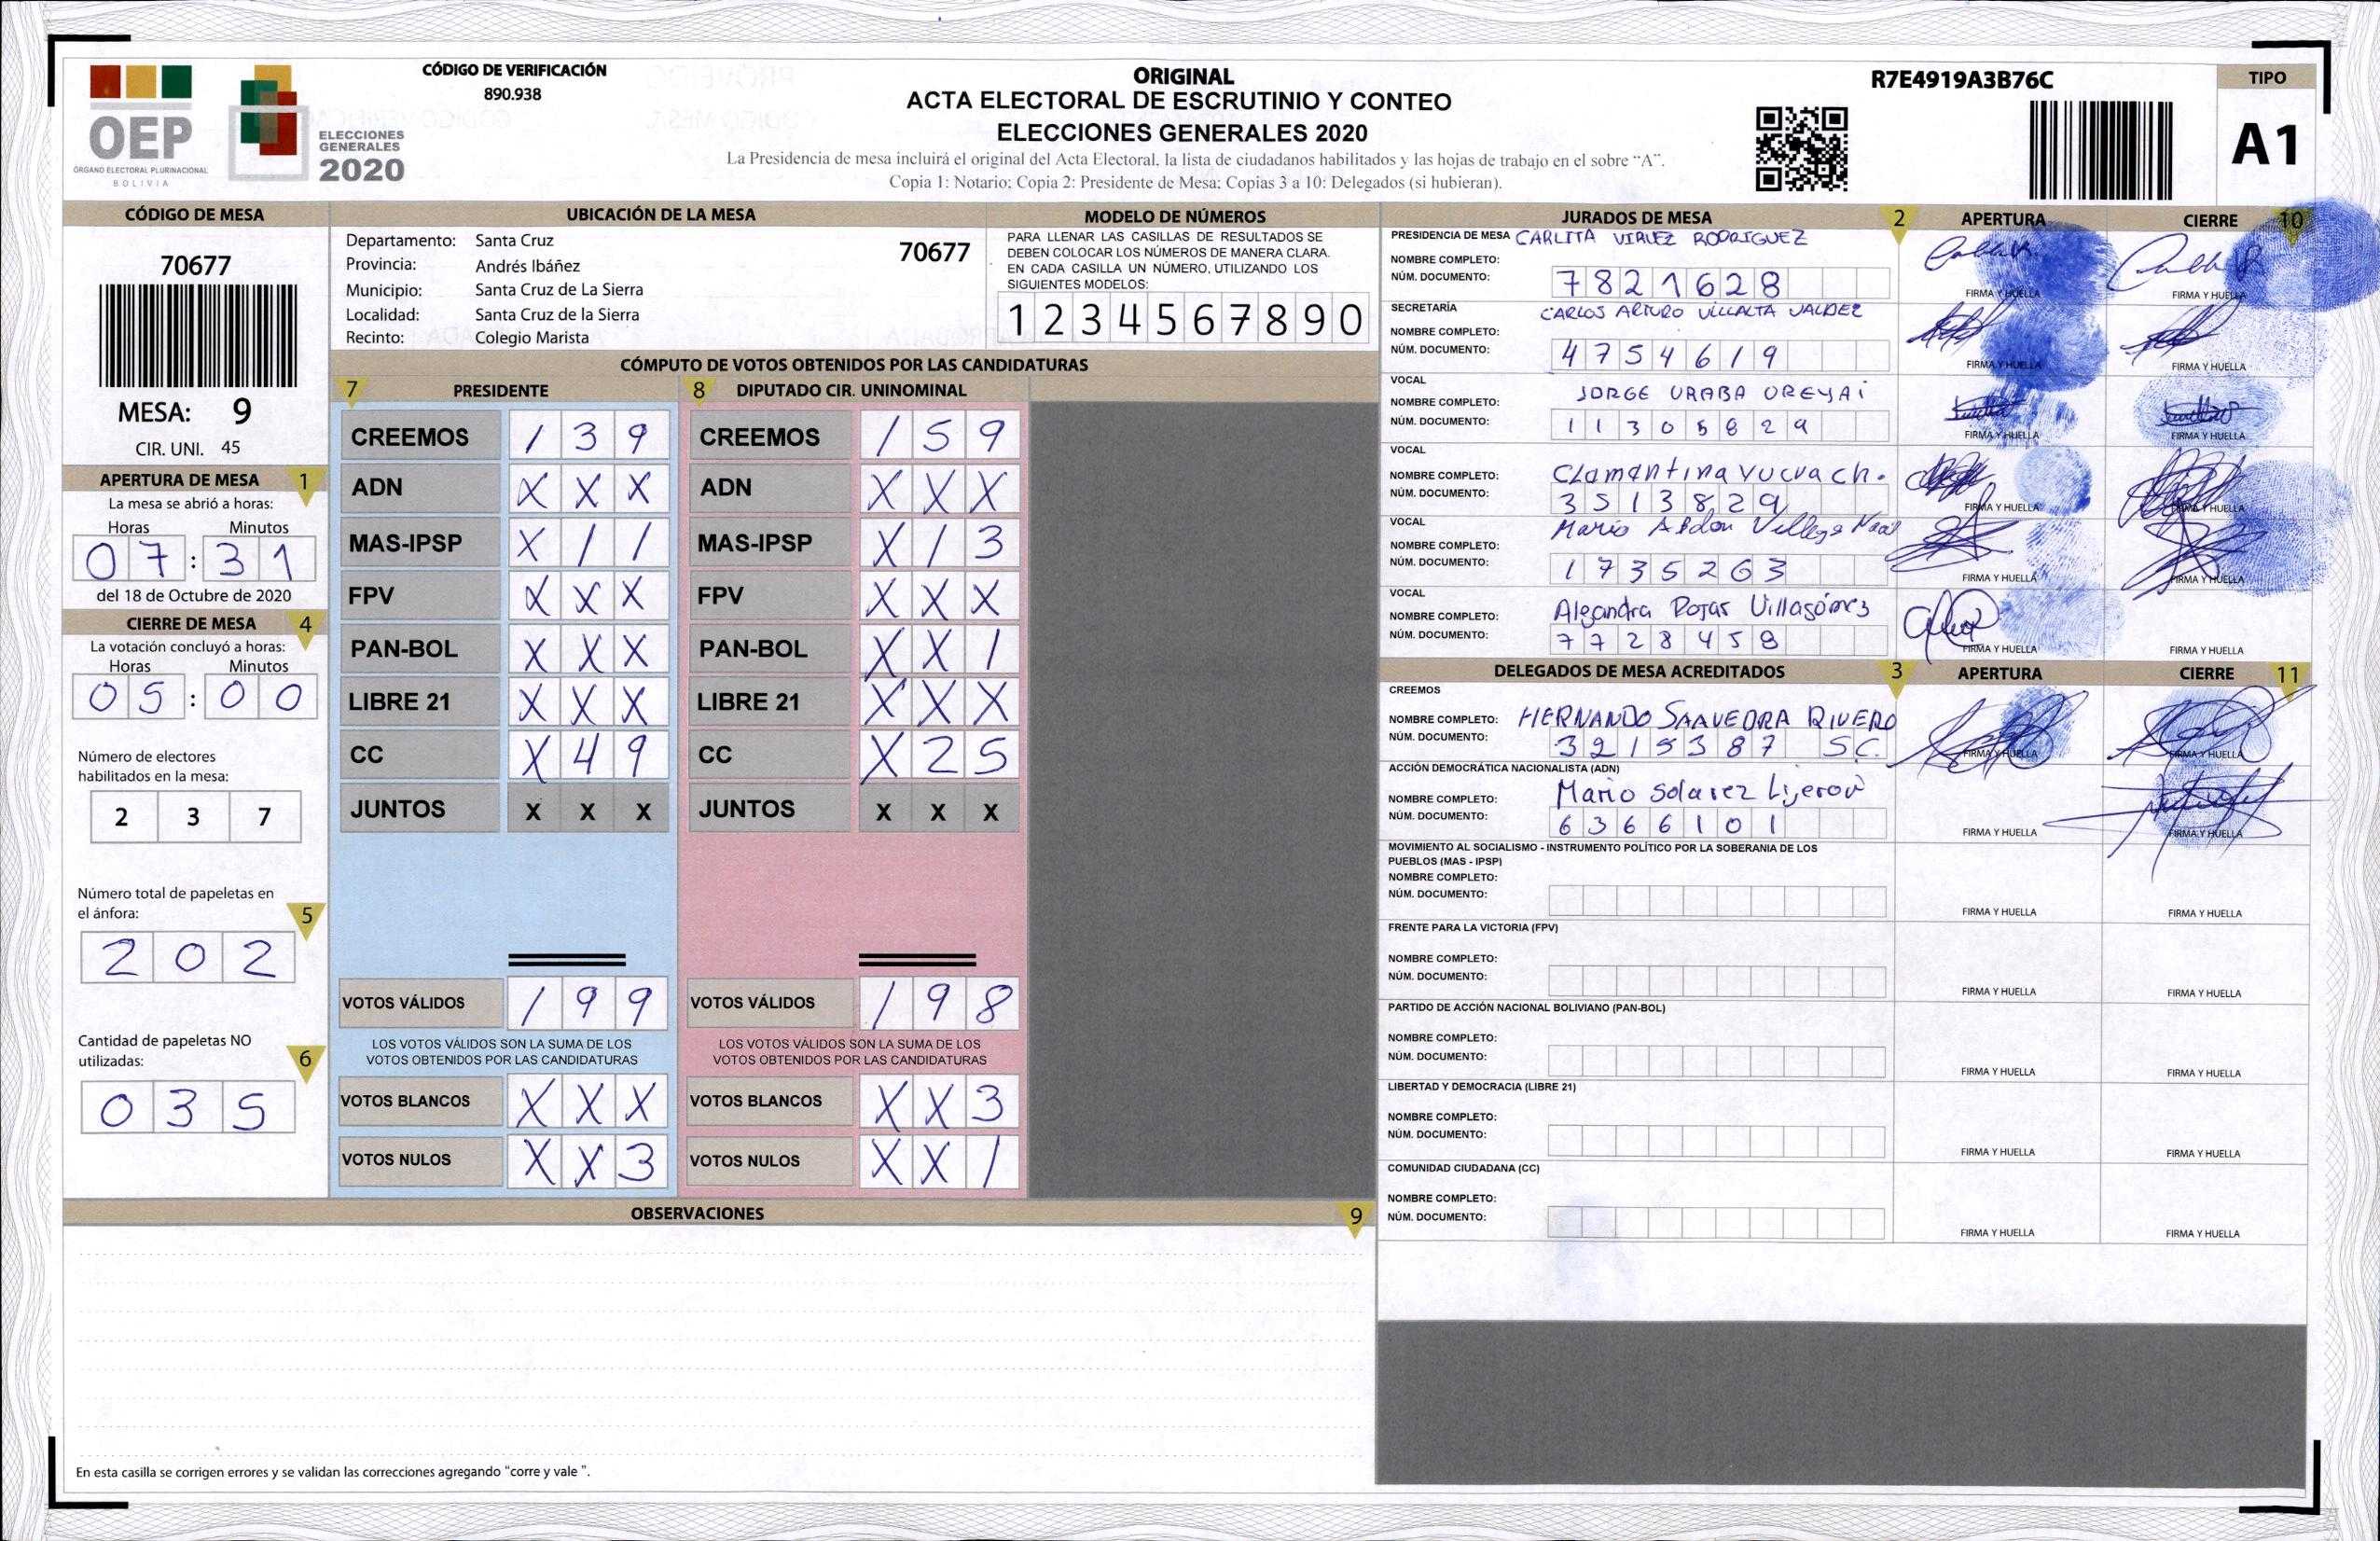 CÓDIGO DE VERIFICACIÓN
890.938
OEP
ÓRGANO ELECTORAL PLURINACIONAL
BOLIVIA
ELECCIONES
GENERALES
2020
ORIGINAL
ACTA ELECTORAL DE ESCRUTINIO Y CONTEO
ELECCIONES GENERALES 2020
La Presidencia de mesa incluirá el original del Acta Electoral, la lista de ciudadanos habilitados y las hojas de trabajo en el sobre “A”.
Copia 1: Notario; Copia 2: Presidente de Mesa; Copias 3 a 10: Delegados (si hubieran).
R7E4919A3B76C
TIPO
A1
CÓDIGO DE MESA
70677
MESA: 9
CIR. UNI. 45
APERTURA DE MESA 1
La mesa se abrió a horas:
Horas Minutos
07:31
del 18 de Octubre de 2020
CIERRE DE MESA 4
La votación concluyó a horas:
Horas Minutos
05:00
Número de electores
habilitados en la mesa:
2 3 7
Número total de papeletas en
el ánfora: 5
2 0 2
Cantidad de papeletas NO
utilizadas: 6
0 3 5
UBICACIÓN DE LA MESA
Departamento: Santa Cruz
70677
Provincia: Andrés Ibáñez
Municipio: Santa Cruz de La Sierra
Localidad: Santa Cruz de la Sierra
Recinto: Colegio Marista
MODELO DE NÚMEROS
PARA LLENAR LAS CASILLAS DE RESULTADOS SE
DEBEN COLOCAR LOS NÚMEROS DE MANERA CLARA.
EN CADA CASILLA UN NÚMERO, UTILIZANDO LOS
SIGUIENTES MODELOS:
1 2 3 4 5 6 7 8 9 0
CÓMPUTO DE VOTOS OBTENIDOS POR LAS CANDIDATURAS
7 PRESIDENTE
CREEMOS 1 3 9
ADN X X X
MAS-IPSP X 1 1
FPV X X X
PAN-BOL X X X
LIBRE 21 X X X
CC X 4 9
JUNTOS X X X
VOTOS VÁLIDOS 1 9 9
LOS VOTOS VÁLIDOS SON LA SUMA DE LOS
VOTOS OBTENIDOS POR LAS CANDIDATURAS
VOTOS BLANCOS X X X
VOTOS NULOS X X 3
8 DIPUTADO CIR. UNINOMINAL
CREEMOS 1 5 9
ADN X X X
MAS-IPSP X 1 3
FPV X X X
PAN-BOL X X 1
LIBRE 21 X X X
CC X 2 5
JUNTOS X X X
VOTOS VÁLIDOS 1 9 8
LOS VOTOS VÁLIDOS SON LA SUMA DE LOS
VOTOS OBTENIDOS POR LAS CANDIDATURAS
VOTOS BLANCOS X X 3
VOTOS NULOS X X 1
OBSERVACIONES 9
En esta casilla se corrigen errores y se validan las correcciones agregando “corre y vale ”.
JURADOS DE MESA 2 APERTURA CIERRE 10
PRESIDENCIA DE MESA CARLITA VIRUEZ RODRIGUEZ
NOMBRE COMPLETO:
NÚM. DOCUMENTO: 7821628
FIRMA Y HUELLA FIRMA Y HUELLA
SECRETARÍA CARLOS ARTURO VILLALTA VALDEZ
NOMBRE COMPLETO:
NÚM. DOCUMENTO: 4754619
FIRMA Y HUELLA FIRMA Y HUELLA
VOCAL
NOMBRE COMPLETO: JORGE URABA
NÚM. DOCUMENTO:
FIRMA Y HUELLA FIRMA Y HUELLA
VOCAL
NOMBRE COMPLETO:
NÚM. DOCUMENTO: 3513829
FIRMA Y HUELLA FIRMA Y HUELLA
VOCAL
NOMBRE COMPLETO: Mario
NÚM. DOCUMENTO: 1735263
FIRMA Y HUELLA FIRMA Y HUELLA
VOCAL
NOMBRE COMPLETO: Villagómes
NÚM. DOCUMENTO:
FIRMA Y HUELLA FIRMA Y HUELLA
DELEGADOS DE MESA ACREDITADOS 3 APERTURA CIERRE 11
CREEMOS
NOMBRE COMPLETO: HERNANDO SAAVEDRA RIVERO
NÚM. DOCUMENTO: 3215387 S.C.
FIRMA Y HUELLA FIRMA Y HUELLA
ACCIÓN DEMOCRÁTICA NACIONALISTA (ADN)
NOMBRE COMPLETO: Mario
NÚM. DOCUMENTO: 6366101
FIRMA Y HUELLA FIRMA Y HUELLA
MOVIMIENTO AL SOCIALISMO - INSTRUMENTO POLÍTICO POR LA SOBERANIA DE LOS
PUEBLOS (MAS - IPSP)
NOMBRE COMPLETO:
NÚM. DOCUMENTO:
FIRMA Y HUELLA FIRMA Y HUELLA
FRENTE PARA LA VICTORIA (FPV)
NOMBRE COMPLETO:
NÚM. DOCUMENTO:
FIRMA Y HUELLA FIRMA Y HUELLA
PARTIDO DE ACCIÓN NACIONAL BOLIVIANO (PAN-BOL)
NOMBRE COMPLETO:
NÚM. DOCUMENTO:
FIRMA Y HUELLA FIRMA Y HUELLA
LIBERTAD Y DEMOCRACIA (LIBRE 21)
NOMBRE COMPLETO:
NÚM. DOCUMENTO:
FIRMA Y HUELLA FIRMA Y HUELLA
COMUNIDAD CIUDADANA (CC)
NOMBRE COMPLETO:
NÚM. DOCUMENTO:
FIRMA Y HUELLA FIRMA Y HUELLA